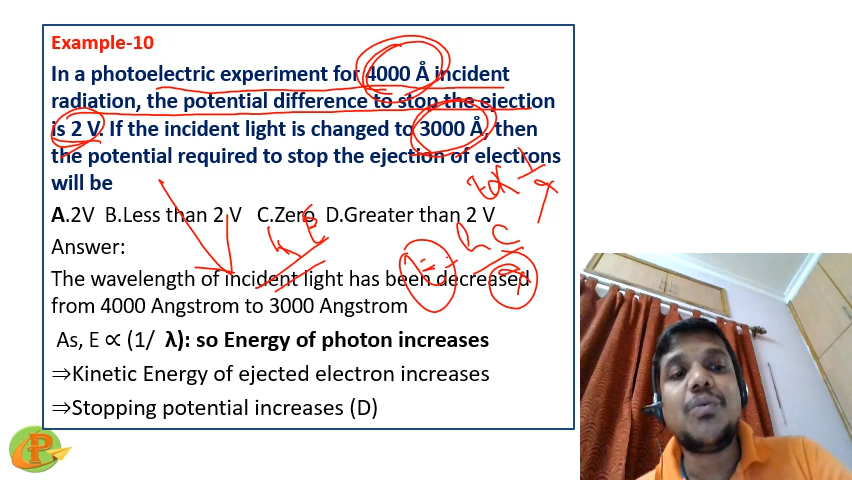 Example-10
In a photoelectric experiment for 4000 Å incident
radiation, the potential difference to stop the ejection
is 2 V. If the incident light is changed to 3000 Å, then
the potential required to stop the ejection of electrons
will be
A.2V B.Less than 2 V C.Zero D.Greater than 2 V
Answer:
The wavelength of incident light has been decreased
from 4000 Angstrom to 3000 Angstrom
As, E ∝ (1/ λ): so Energy of photon increases
⇒Kinetic Energy of ejected electron increases
⇒Stopping potential increases (D)
E = hc
λ